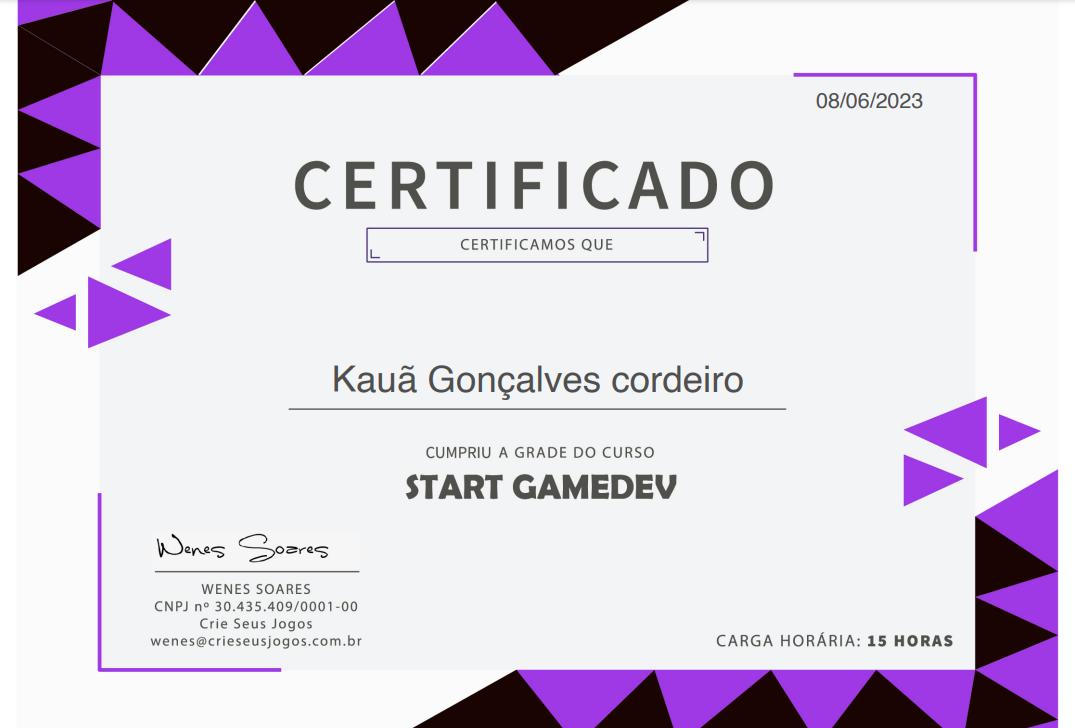 08/06/2023
CERTIFICADO
CERTIFICAMOS QUE
Kauã Gonçalves cordeiro
CUMPRIU A GRADE DO CURSO
START GAMEDEV
Wenes Soares
WENES SOARES
CNPJ nº 30.435.409/0001-00
Crie Seus Jogos
wenes@crieseusjogos.com.br
CARGA HORÁRIA: 15 HORAS